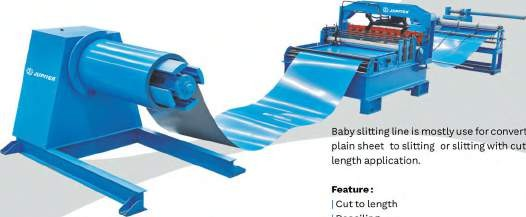 JUPITER
JUPITER
Baby slitting line is mostly use for convert
plain sheet to slitting or slitting with cut
length application.
Feature :
| Cut to length